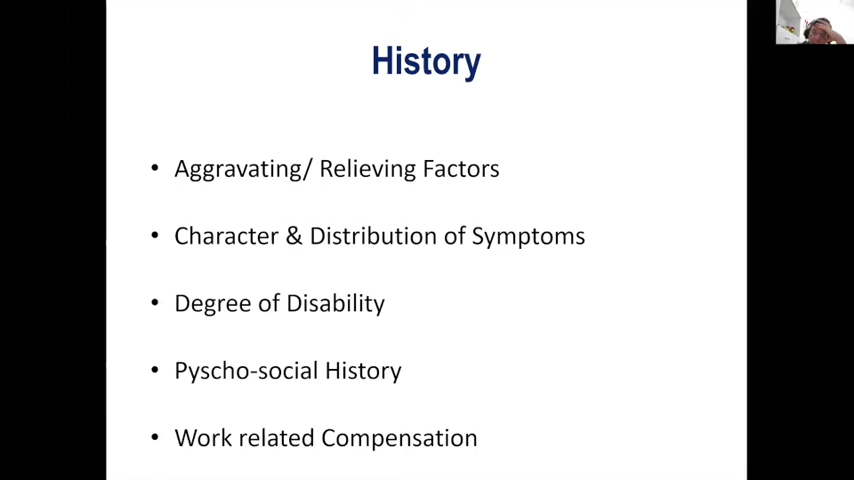 History
• Aggravating/ Relieving Factors
• Character & Distribution of Symptoms
• Degree of Disability
• Pyscho-social History
• Work related Compensation